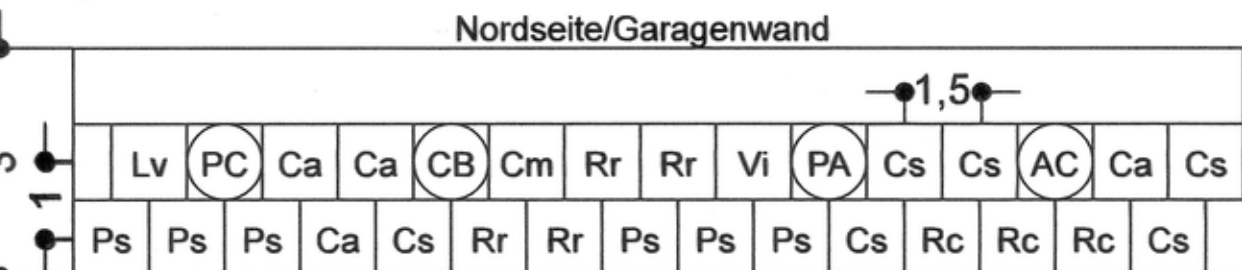 Nordseite/Garagenwand
1,5
Lv PC Ca Ca CB Cm Rr Rr Vi PA Cs Cs AC Ca Cs
1
Ps Ps Ps Ca Cs Rr Rr Ps Ps Ps Cs Rc Rc Rc Cs